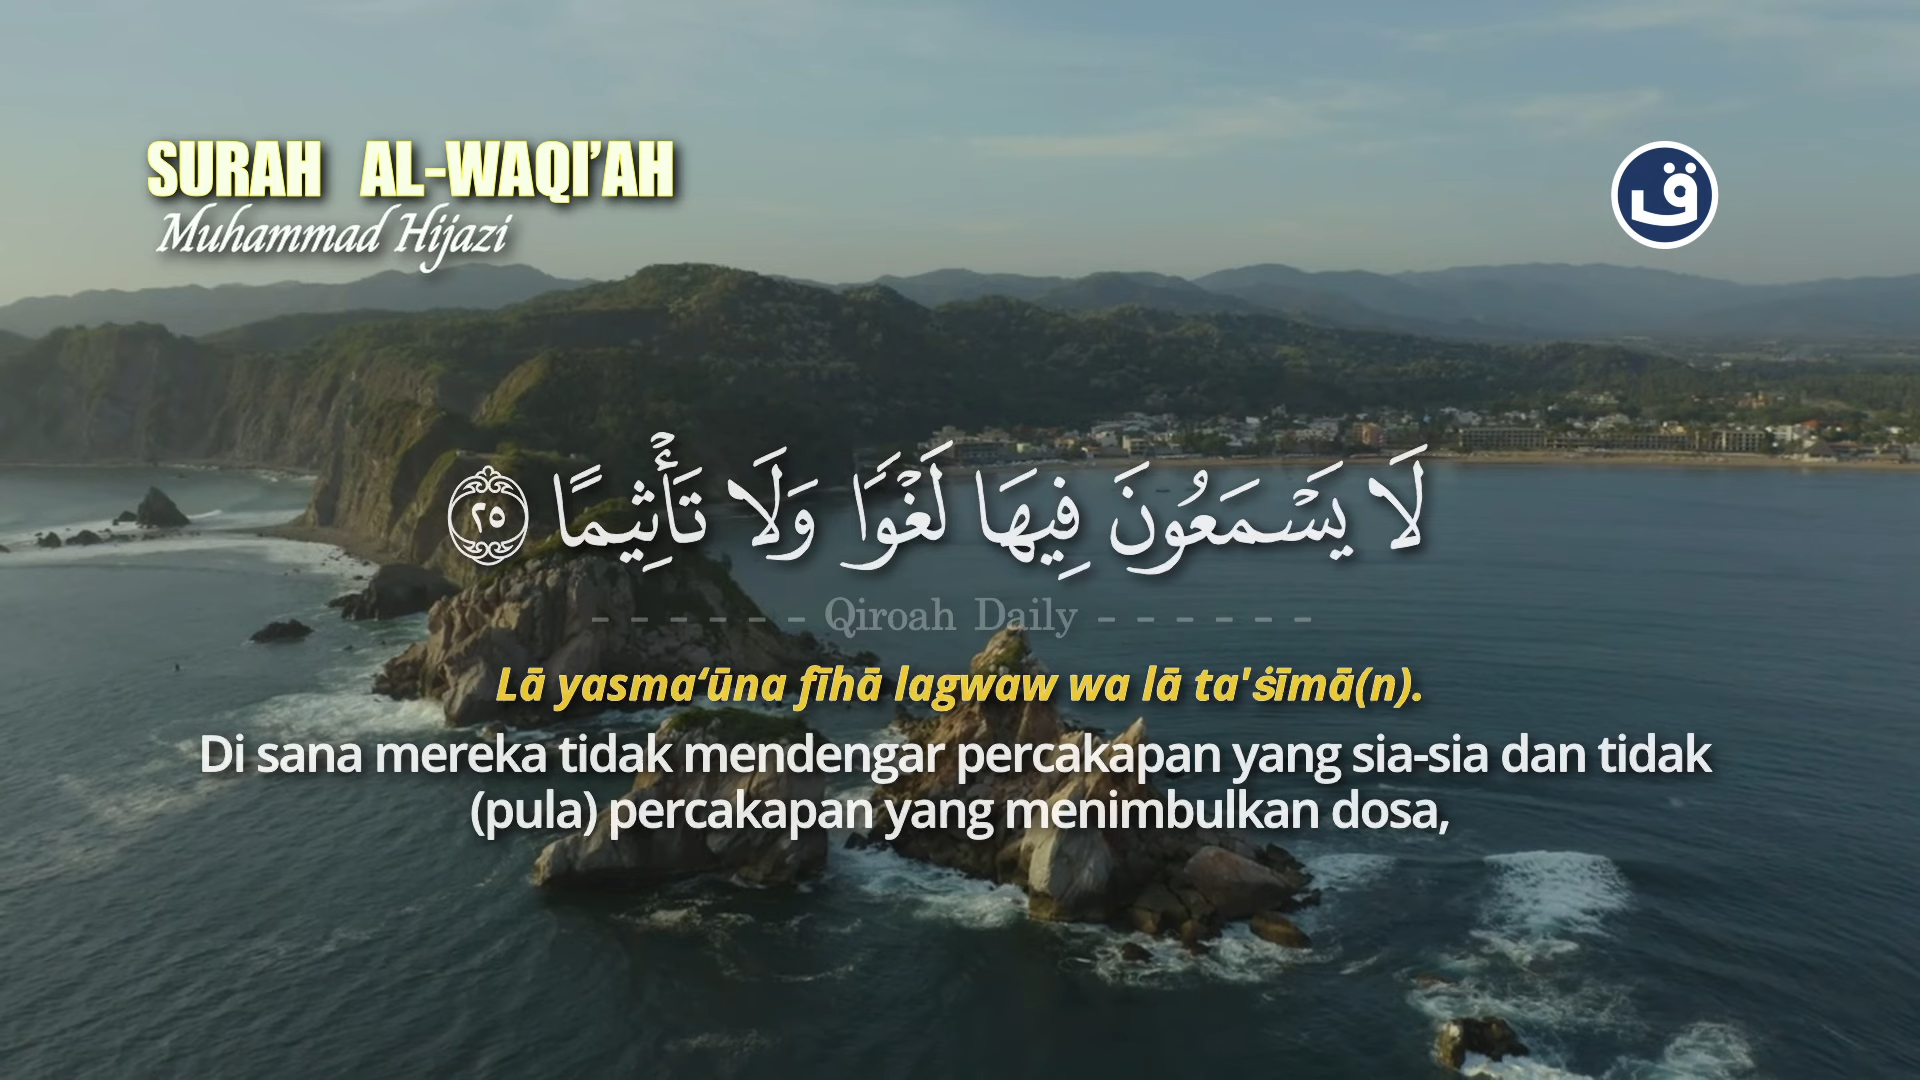 SURAH AL-WAQI'AH
Muhammad Hijazi
ق
لَا يَسْمَعُونَ فِيهَا لَغْوًا وَلَا تَأْثِيمًا ٢٥
- - - - - - Qiroah Daily - - - - - -
Lā yasma‘ūna fīhā lagwaw wa lā ta'ṡīmā(n).
Di sana mereka tidak mendengar percakapan yang sia-sia dan tidak
(pula) percakapan yang menimbulkan dosa,